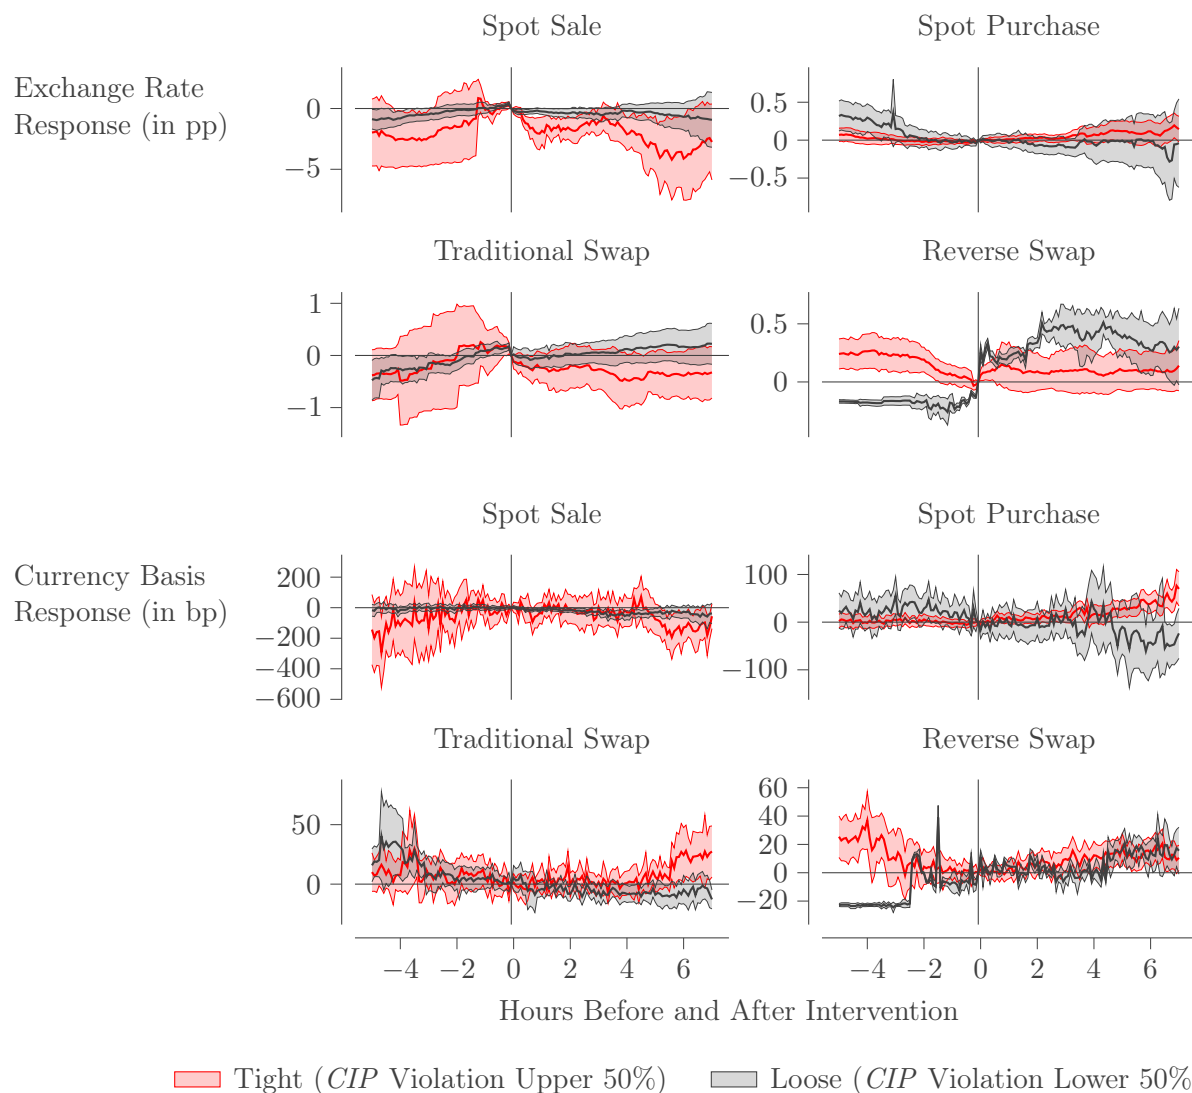 Spot Sale Spot Purchase
Exchange Rate
Response (in pp)
0
−5
0.5
0
−0.5
Traditional Swap Reverse Swap
1
0
−1
0.5
0
Spot Sale Spot Purchase
Currency Basis
Response (in bp)
200
0
−200
−400
−600
100
0
−100
Traditional Swap Reverse Swap
50
0
60
40
20
0
−20
−4 −2 0 2 4 6 −4 −2 0 2 4 6
Hours Before and After Intervention
Tight (CIP Violation Upper 50%) Loose (CIP Violation Lower 50%